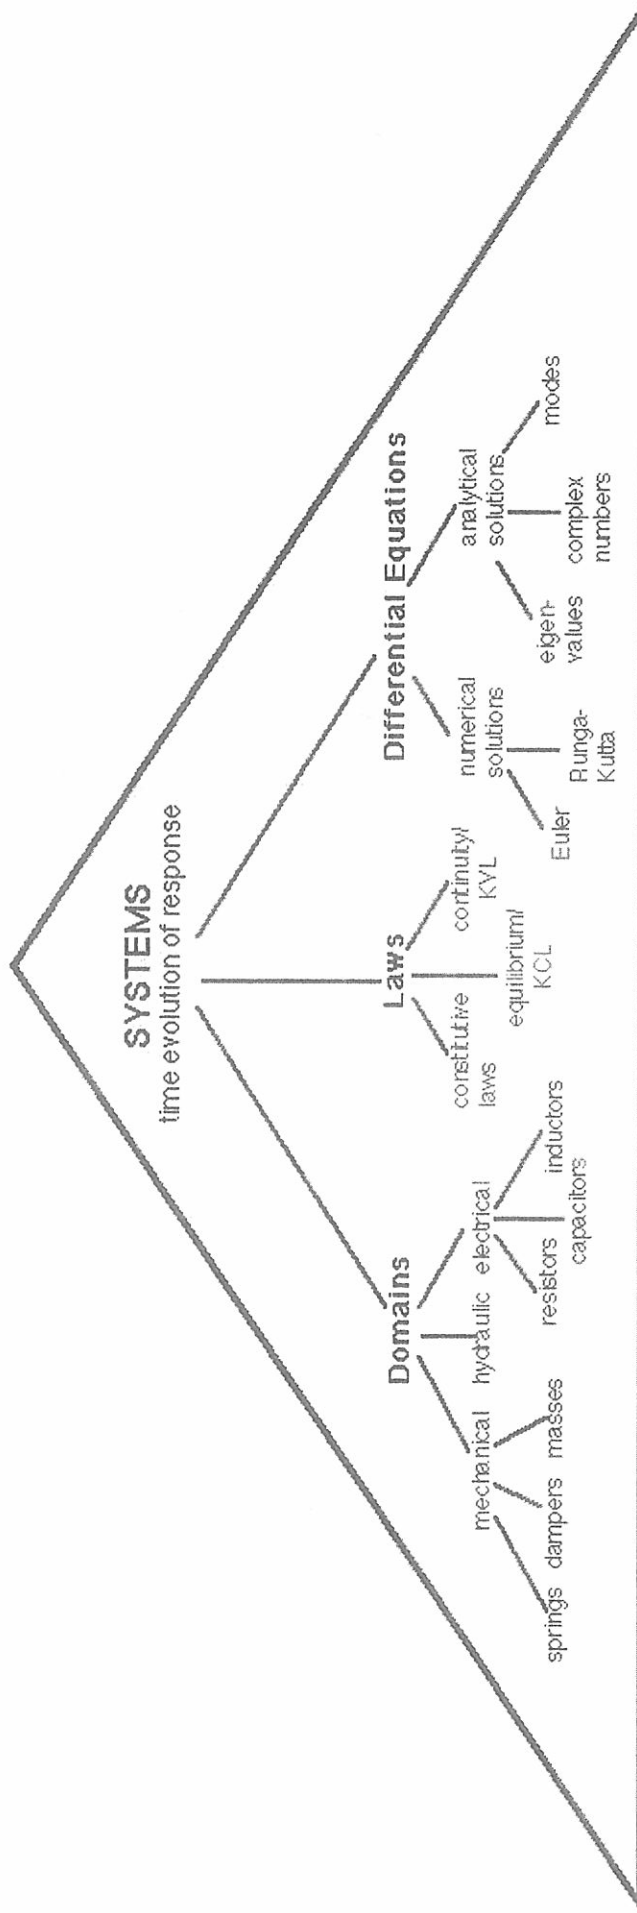 SYSTEMS
time evolution of response
Domains
Laws
Differential Equations
mechanical
hydraulic
electrical
constitutive
laws
equilibrium/
KCL
continuity/
KVL
numerical
solutions
analytical
solutions
springs
dampers
masses
resistors
capacitors
inductors
Euler
Runga-
Kutta
eigen-
values
complex
numbers
modes